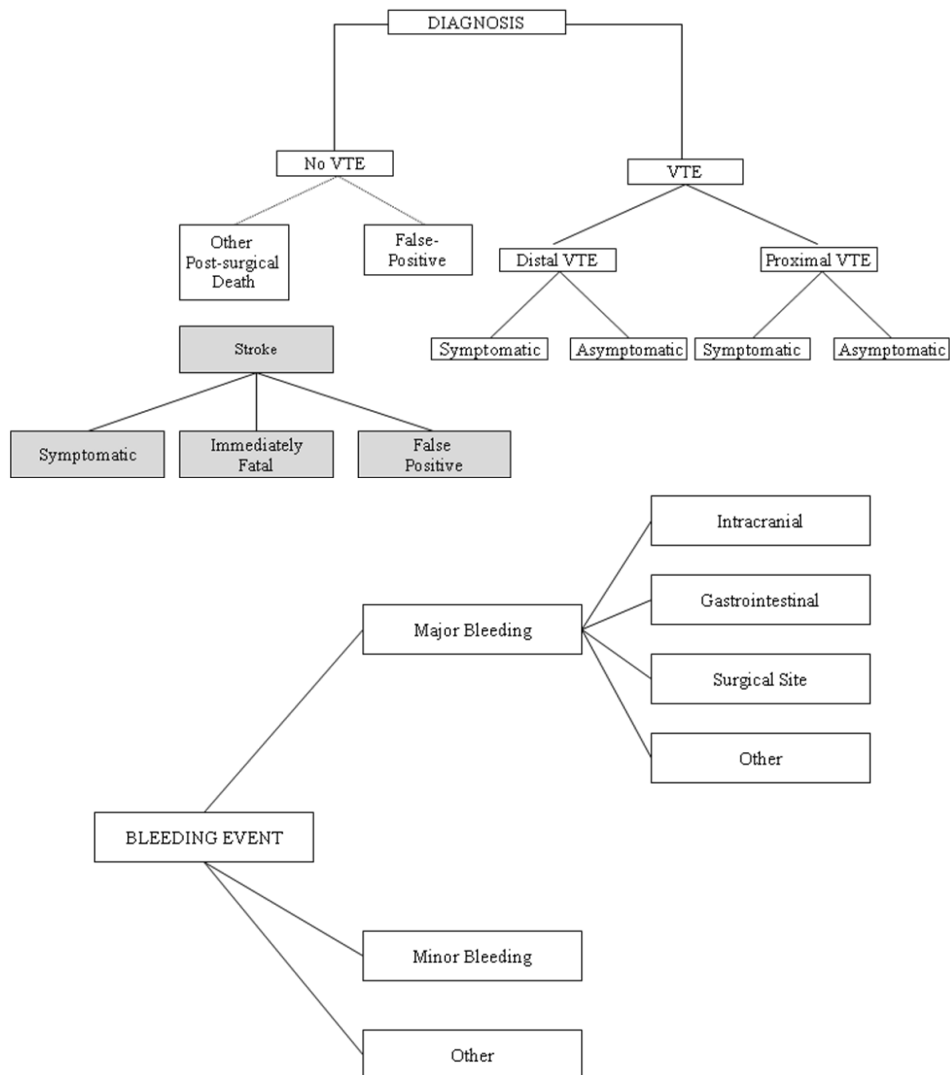 DIAGNOSIS
No VTE
VTE
Other
Post-surgical
Death
False-
Positive
Distal VTE
Proximal VTE
Symptomatic
Asymptomatic
Symptomatic
Asymptomatic
Stroke
Symptomatic
Immediately
Fatal
False
Positive
Intracranial
Gastrointestinal
Major Bleeding
Surgical Site
Other
BLEEDING EVENT
Minor Bleeding
Other